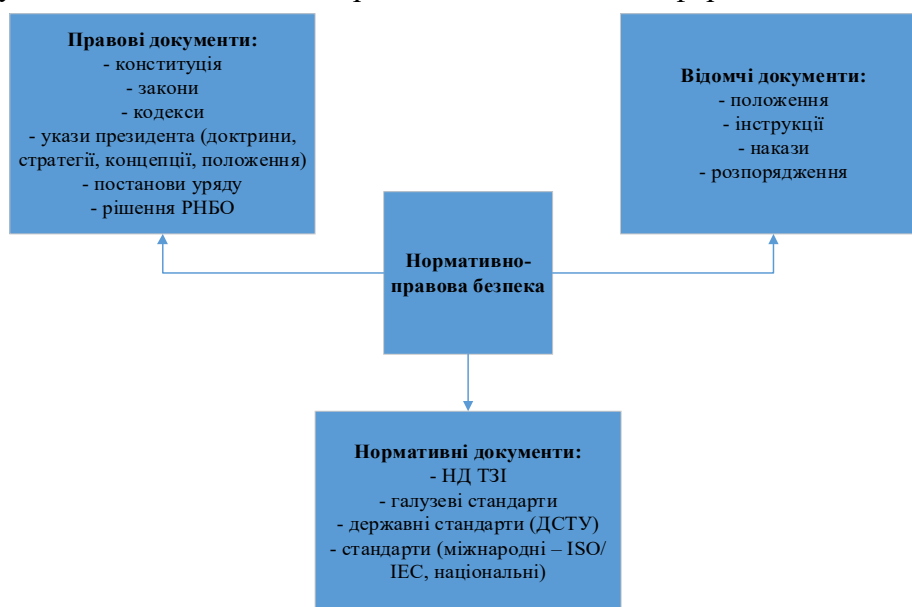 Правові документи:
- конституція
- закони
- кодекси
- укази президента (доктрини,
стратегії, концепції, положення)
- постанови уряду
- рішення РНБО
Відомчі документи:
- положення
- інструкції
- накази
- розпорядження
Нормативно-
правова безпека
Нормативні документи:
- НД ТЗІ
- галузеві стандарти
- державні стандарти (ДСТУ)
- стандарти (міжнародні – ISO/
IEC, національні)